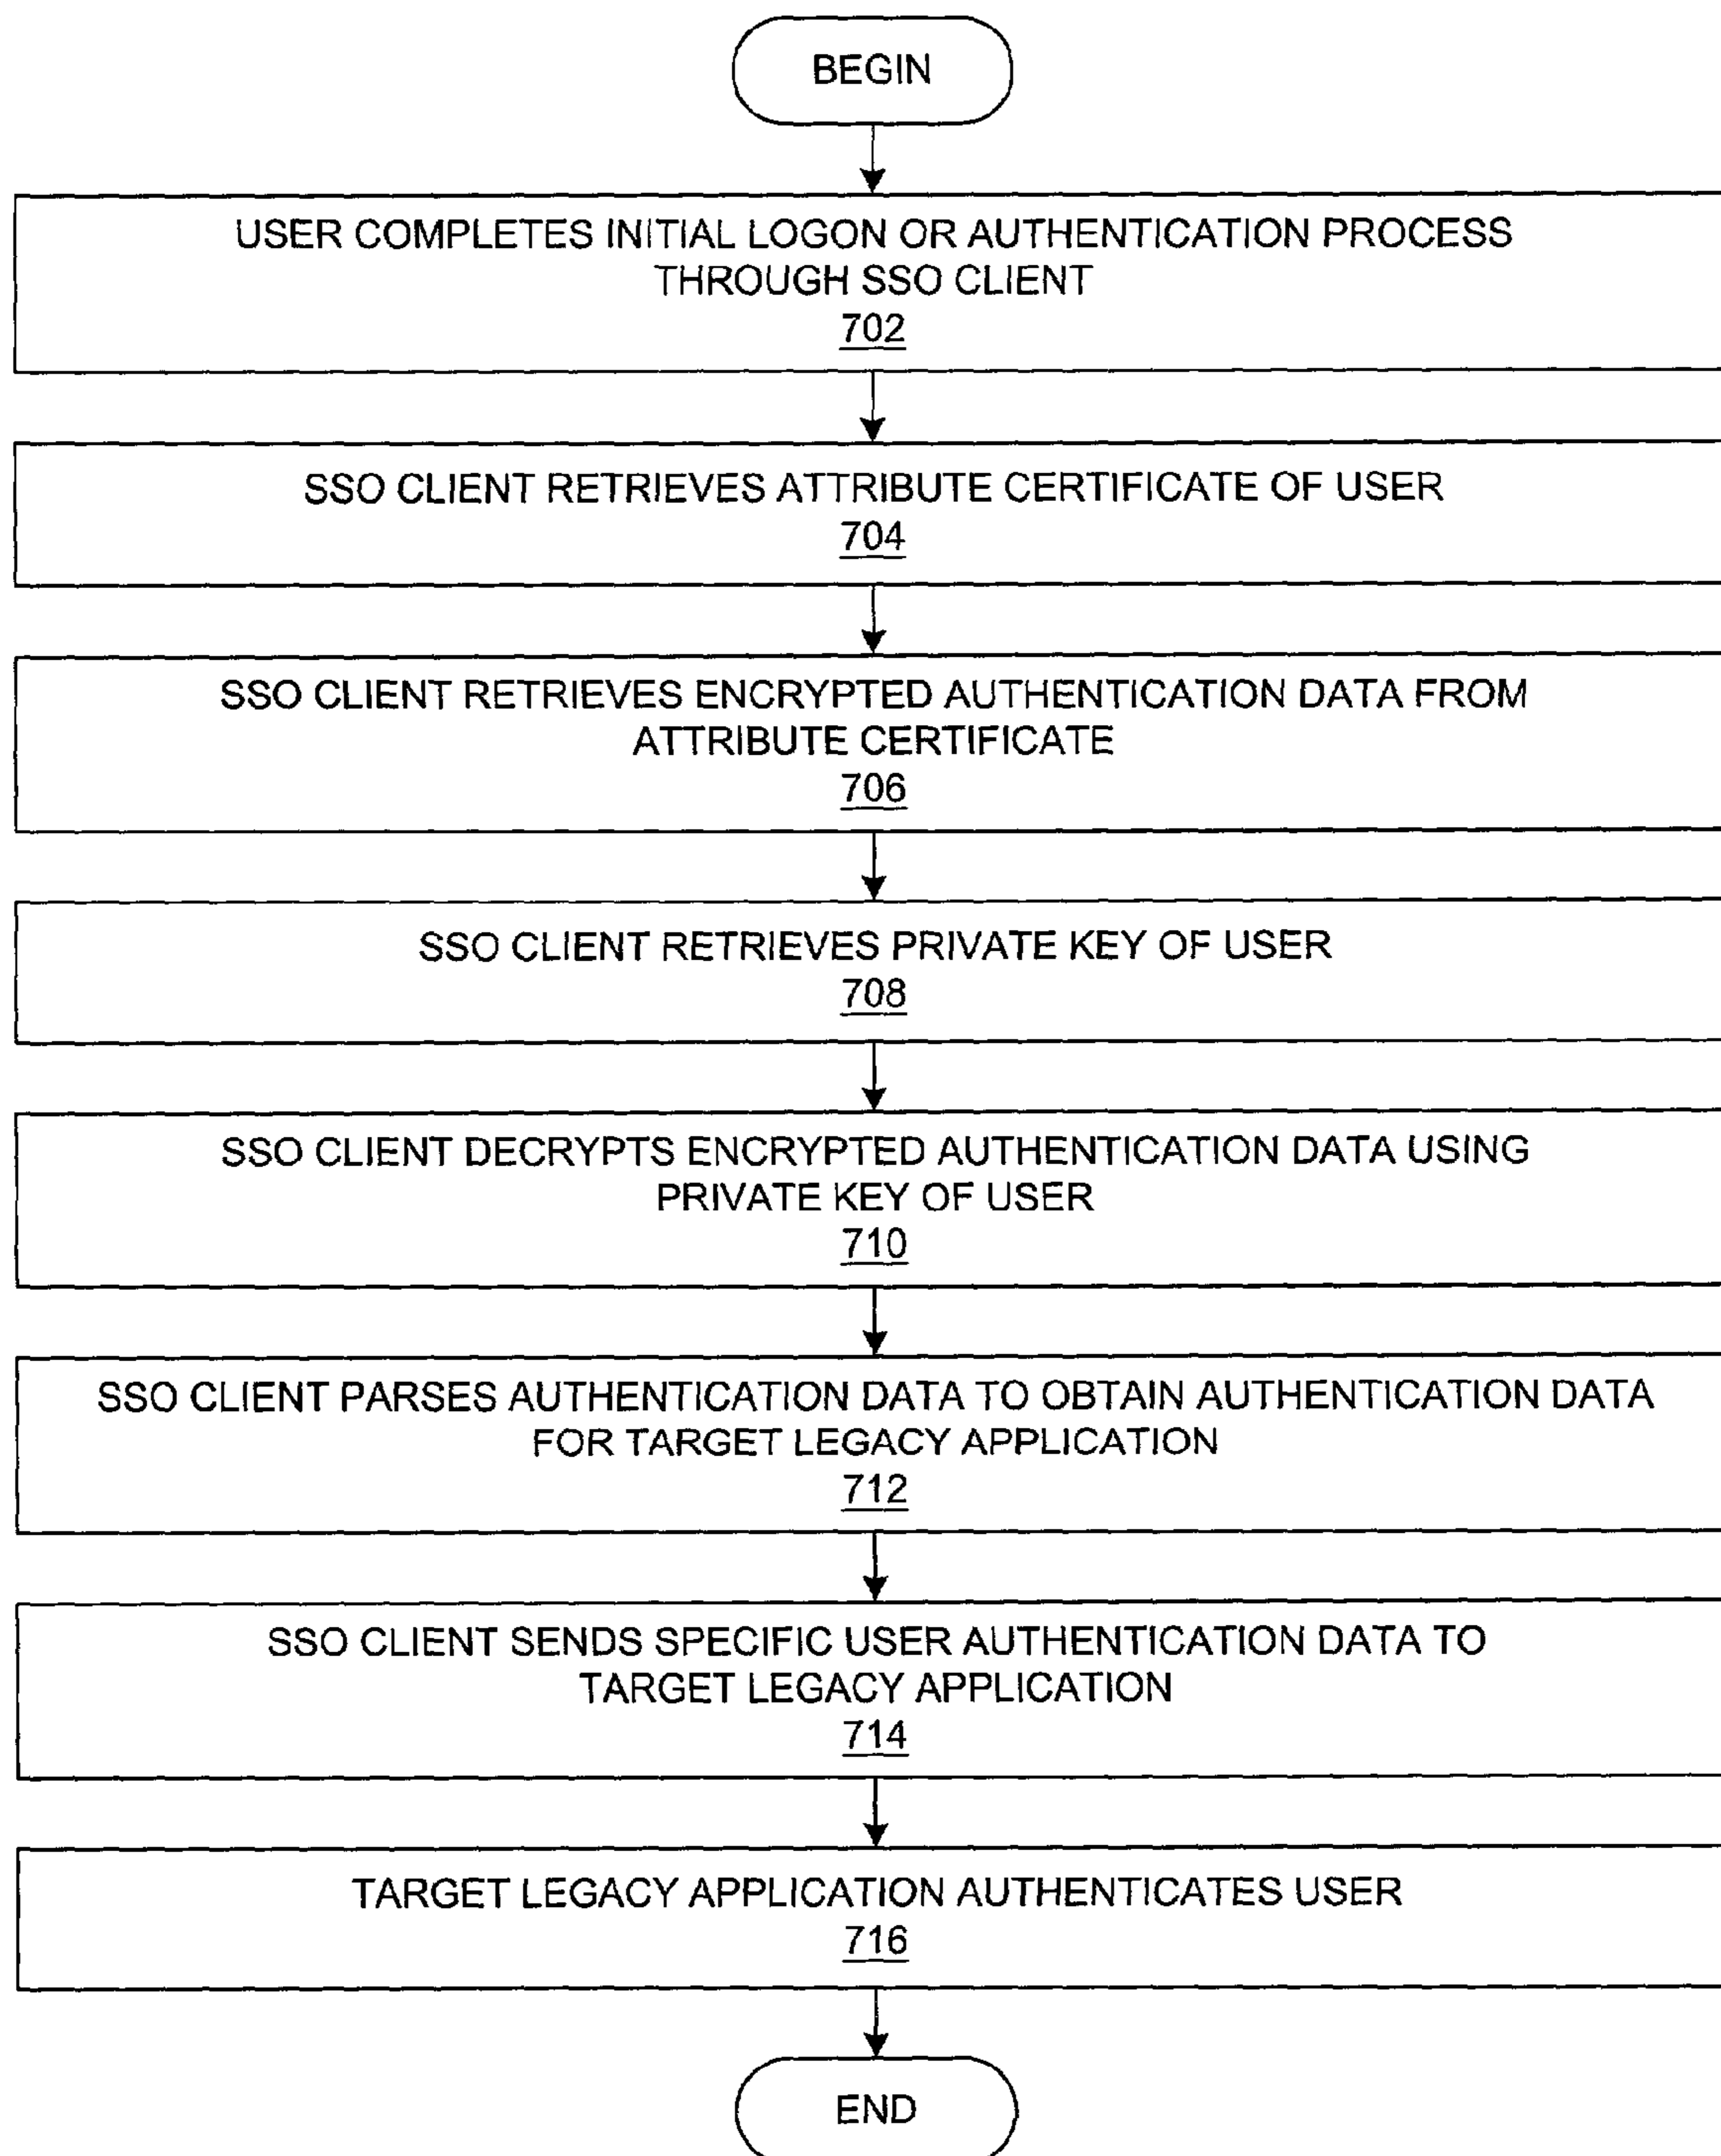 BEGIN
USER COMPLETES INITIAL LOGON OR AUTHENTICATION PROCESS
THROUGH SSO CLIENT
702
SSO CLIENT RETRIEVES ATTRIBUTE CERTIFICATE OF USER
704
SSO CLIENT RETRIEVES ENCRYPTED AUTHENTICATION DATA FROM
ATTRIBUTE CERTIFICATE
706
SSO CLIENT RETRIEVES PRIVATE KEY OF USER
708
SSO CLIENT DECRYPTS ENCRYPTED AUTHENTICATION DATA USING
PRIVATE KEY OF USER
710
SSO CLIENT PARSES AUTHENTICATION DATA TO OBTAIN AUTHENTICATION DATA
FOR TARGET LEGACY APPLICATION
712
SSO CLIENT SENDS SPECIFIC USER AUTHENTICATION DATA TO
TARGET LEGACY APPLICATION
714
TARGET LEGACY APPLICATION AUTHENTICATES USER
716
END